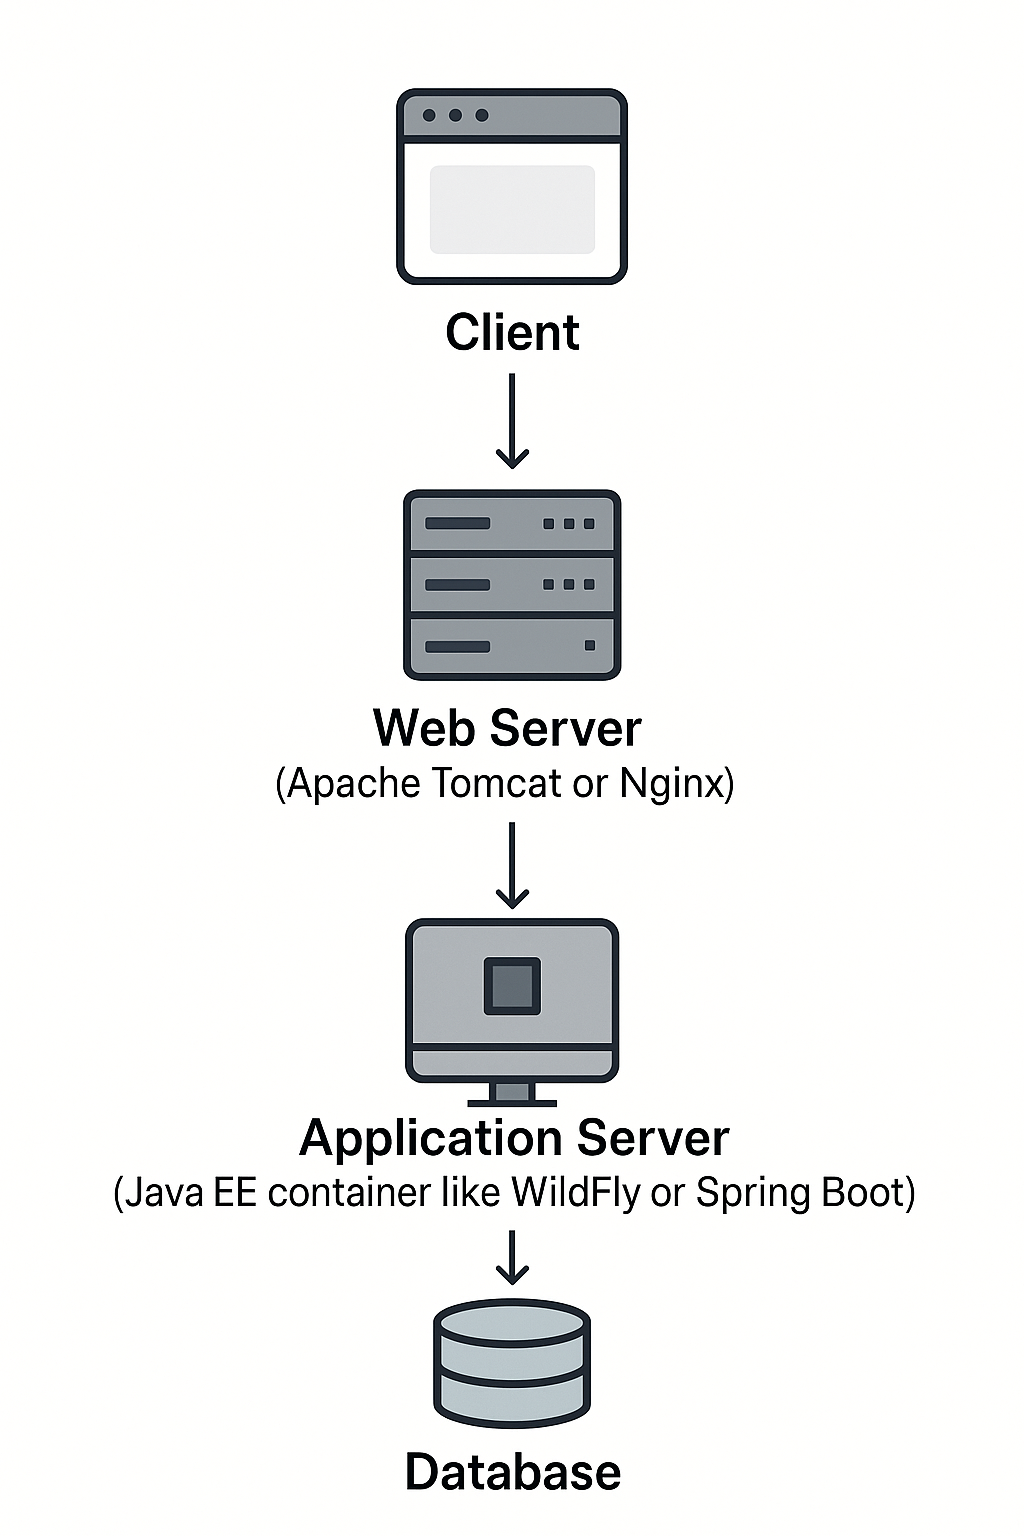 Client
Web Server
(Apache Tomcat or Nginx)
Application Server
(Java EE container like WildFly or Spring Boot)
Database